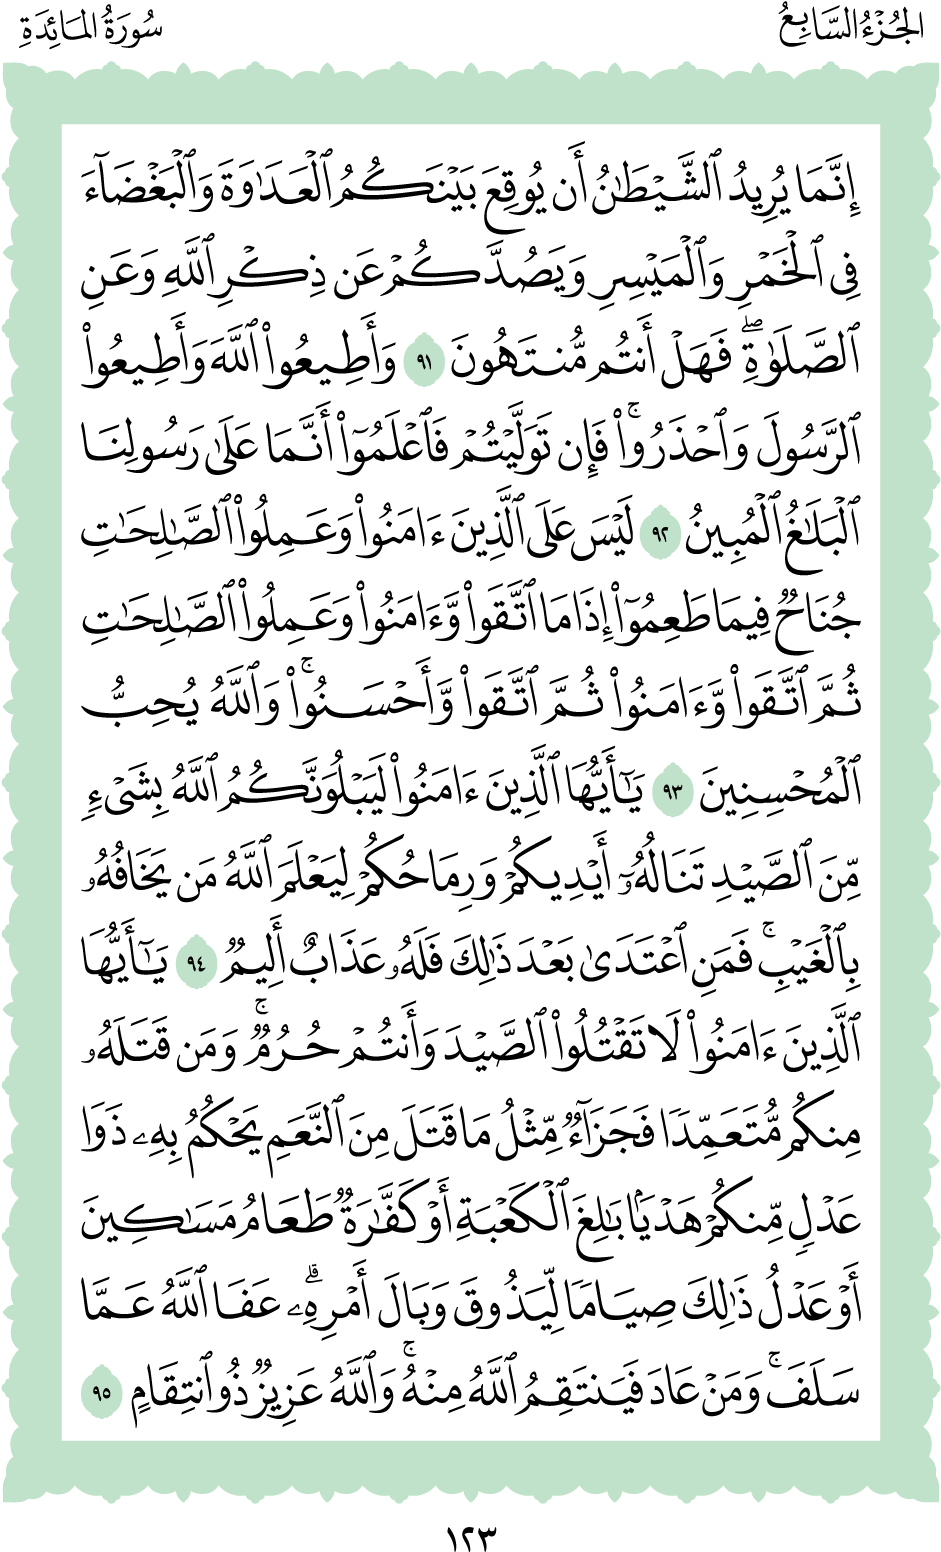 الجُزْءُ السَّابِعُ
سُورَةُ المَائِدَةِ
إِنَّمَا يُرِيدُ ٱلشَّيْطَٰنُ أَن يُوقِعَ بَيْنَكُمُ ٱلْعَدَٰوَةَ وَٱلْبَغْضَآءَ
فِى ٱلْخَمْرِ وَٱلْمَيْسِرِ وَيَصُدَّكُمْ عَن ذِكْرِ ٱللَّهِ وَعَنِ
ٱلصَّلَوٰةِۖ فَهَلْ أَنتُم مُّنتَهُونَ ٩١ وَأَطِيعُوا۟ ٱللَّهَ وَأَطِيعُوا۟
ٱلرَّسُولَ وَٱحْذَرُوا۟ۚ فَإِن تَوَلَّيْتُمْ فَٱعْلَمُوٓا۟ أَنَّمَا عَلَىٰ رَسُولِنَا
ٱلْبَلَٰغُ ٱلْمُبِينُ ٩٢ لَيْسَ عَلَى ٱلَّذِينَ ءَامَنُوا۟ وَعَمِلُوا۟ ٱلصَّٰلِحَٰتِ
جُنَاحٌ فِيمَا طَعِمُوٓا۟ إِذَا مَا ٱتَّقَوا۟ وَّءَامَنُوا۟ وَعَمِلُوا۟ ٱلصَّٰلِحَٰتِ
ثُمَّ ٱتَّقَوا۟ وَّءَامَنُوا۟ ثُمَّ ٱتَّقَوا۟ وَّأَحْسَنُوا۟ۚ وَٱللَّهُ يُحِبُّ
ٱلْمُحْسِنِينَ ٩٣ يَٰٓأَيُّهَا ٱلَّذِينَ ءَامَنُوا۟ لَيَبْلُوَنَّكُمُ ٱللَّهُ بِشَىْءٍ
مِّنَ ٱلصَّيْدِ تَنَالُهُۥٓ أَيْدِيكُمْ وَرِمَاحُكُمْ لِيَعْلَمَ ٱللَّهُ مَن يَخَافُهُۥ
بِٱلْغَيْبِۚ فَمَنِ ٱعْتَدَىٰ بَعْدَ ذَٰلِكَ فَلَهُۥ عَذَابٌ أَلِيمٌ ٩٤ يَٰٓأَيُّهَا
ٱلَّذِينَ ءَامَنُوا۟ لَا تَقْتُلُوا۟ ٱلصَّيْدَ وَأَنتُمْ حُرُمٌۚ وَمَن قَتَلَهُۥ
مِنكُم مُّتَعَمِّدًا فَجَزَآءٌ مِّثْلُ مَا قَتَلَ مِنَ ٱلنَّعَمِ يَحْكُمُ بِهِۦ ذَوَا
عَدْلٍ مِّنكُمْ هَدْيًۢا بَٰلِغَ ٱلْكَعْبَةِ أَوْ كَفَّٰرَةٌ طَعَامُ مَسَٰكِينَ
أَوْ عَدْلُ ذَٰلِكَ صِيَامًا لِّيَذُوقَ وَبَالَ أَمْرِهِۦۗ عَفَا ٱللَّهُ عَمَّا
سَلَفَۚ وَمَنْ عَادَ فَيَنتَقِمُ ٱللَّهُ مِنْهُۚ وَٱللَّهُ عَزِيزٌ ذُو ٱنتِقَامٍ ٩٥
١٢٣